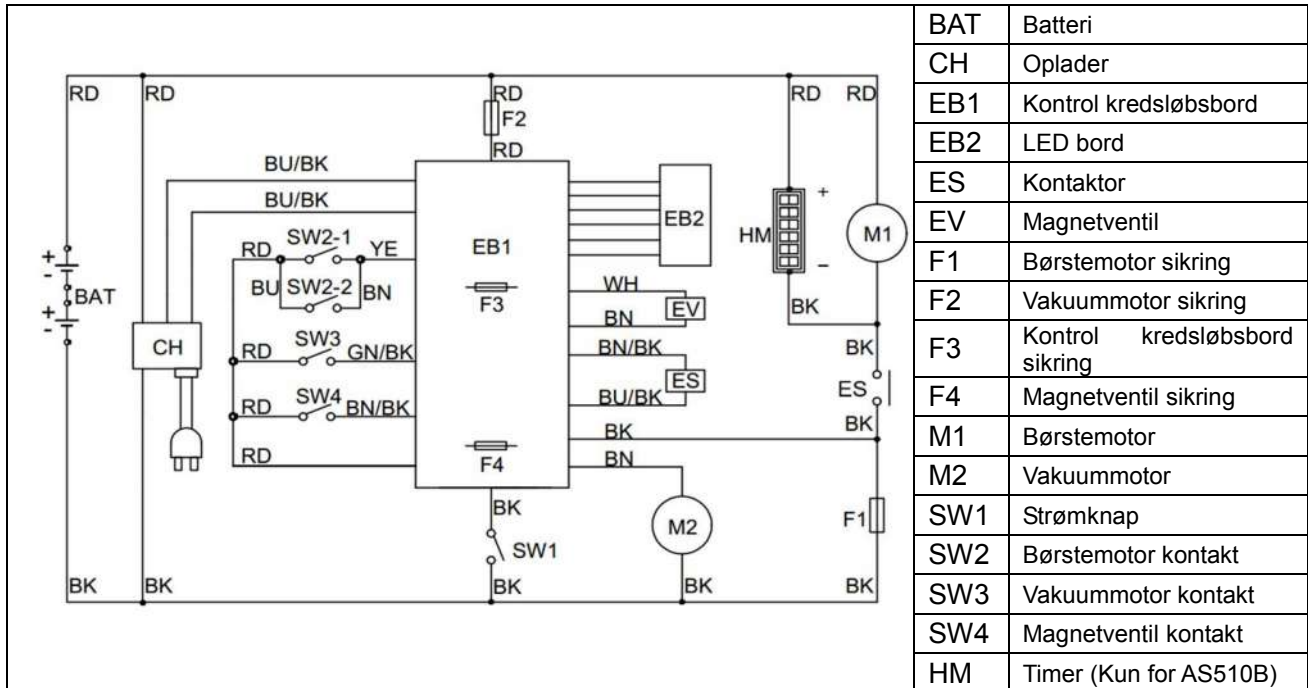 RD RD RD RD RD
F2
RD
BU/BK
BU/BK
EB2
SW2-1
RD YE
EB1
HM + M1
+
-
BU SW2-2 BN
BAT
F3
WH
EV
-
+
-
BN
BK
CH
SW3
RD GN/BK
BN/BK
BK
ES
ES
SW4
RD BN/BK
BU/BK
BK
BK
RD
F4
BN
BK
M2
F1
SW1
BK BK BK BK BK
BAT Batteri
CH Oplader
EB1 Kontrol kredsløbsbord
EB2 LED bord
ES Kontaktor
EV Magnetventil
F1 Børstemotor sikring
F2 Vakuummotor sikring
F3 Kontrol kredsløbsbord
sikring
F4 Magnetventil sikring
M1 Børstemotor
M2 Vakuummotor
SW1 Strømknap
SW2 Børstemotor kontakt
SW3 Vakuummotor kontakt
SW4 Magnetventil kontakt
HM Timer (Kun for AS510B)